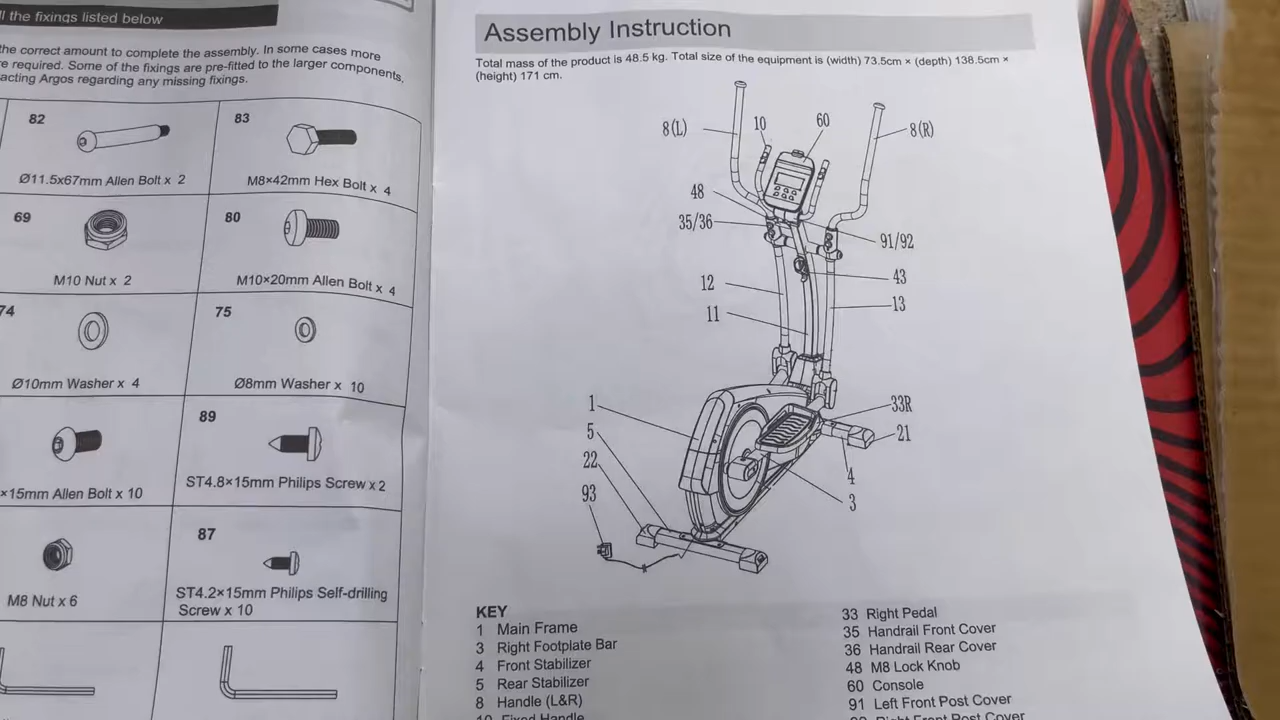 ll the fixings listed below
the correct amount to complete the assembly. In some cases more
re required. Some of the fixings are pre-fitted to the larger components,
acting Argos regarding any missing fixings.
82
Ø11.5x67mm Allen Bolt x 2
83
M8×42mm Hex Bolt x 4
69
M10 Nut x 2
80
M10×20mm Allen Bolt x 4
74
Ø10mm Washer x 4
75
Ø8mm Washer x 10
×15mm Allen Bolt x 10
89
ST4.8×15mm Philips Screw x 2
M8 Nut x 6
87
ST4.2×15mm Philips Self-drilling
Screw x 10
Assembly Instruction
Total mass of the product is 48.5 kg. Total size of the equipment is (width) 73.5cm × (depth) 138.5cm ×
(height) 171 cm.
8(L)
10
60
8(R)
48
35/36
91/92
43
12
13
11
1
33R
5
21
22
4
93
3
KEY
1 Main Frame
3 Right Footplate Bar
4 Front Stabilizer
5 Rear Stabilizer
8 Handle (L&R)
10 Fixed Handle
33 Right Pedal
35 Handrail Front Cover
36 Handrail Rear Cover
48 M8 Lock Knob
60 Console
91 Left Front Post Cover
Right Front Post Cover